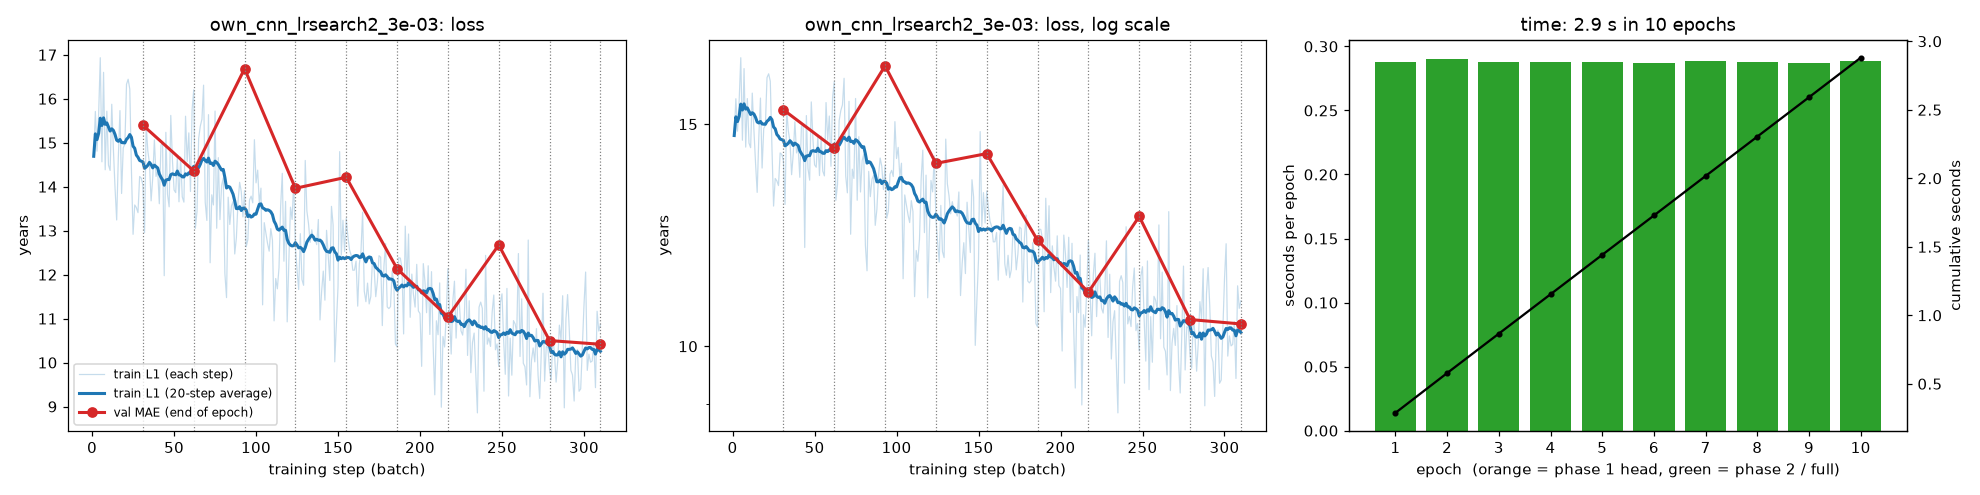 own_cnn_lrsearch2_3e-03: loss
years
17
16
15
14
13
12
11
10
9
train L1 (each step)
train L1 (20-step average)
val MAE (end of epoch)
0 50 100 150 200 250 300
training step (batch)
own_cnn_lrsearch2_3e-03: loss, log scale
years
15
10
0 50 100 150 200 250 300
training step (batch)
time: 2.9 s in 10 epochs
seconds per epoch
0.30
0.25
0.20
0.15
0.10
0.05
0.00
1 2 3 4 5 6 7 8 9 10
epoch (orange = phase 1 head, green = phase 2 / full)
3.0
2.5
2.0
1.5
1.0
0.5
cumulative seconds